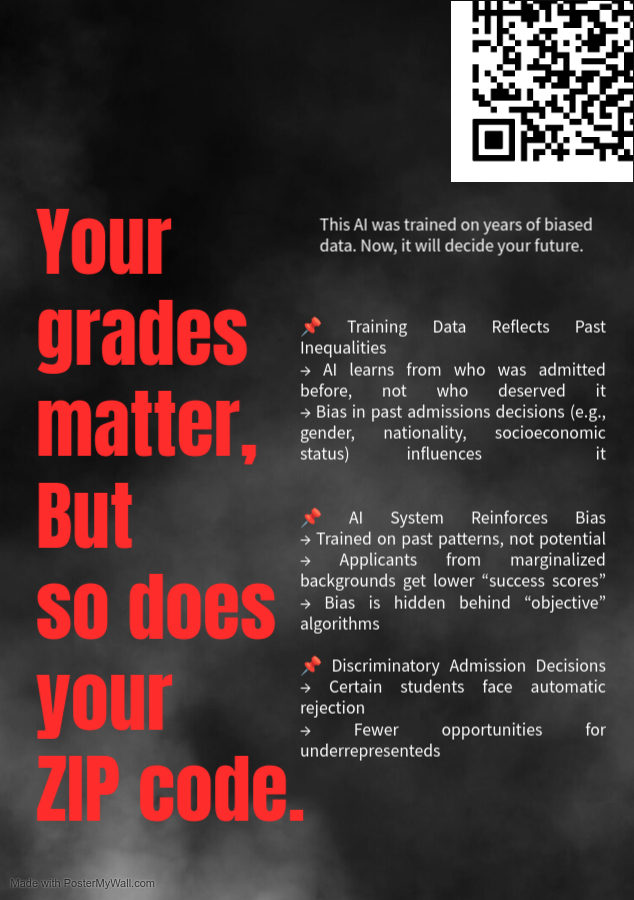 Your
grades
matter,
But
so does
your
ZIP code.
This AI was trained on years of biased
data. Now, it will decide your future.
📌 Training Data Reflects Past
Inequalities
→ AI learns from who was admitted
before, not who deserved it
→ Bias in past admissions decisions (e.g.,
gender, nationality, socioeconomic
status) influences it
📌 AI System Reinforces Bias
→ Trained on past patterns, not potential
→ Applicants from marginalized
backgrounds get lower “success scores”
→ Bias is hidden behind “objective”
algorithms
📌 Discriminatory Admission Decisions
→ Certain students face automatic
rejection
→ Fewer opportunities for
underrepresenteds
Made with PosterMyWall.com